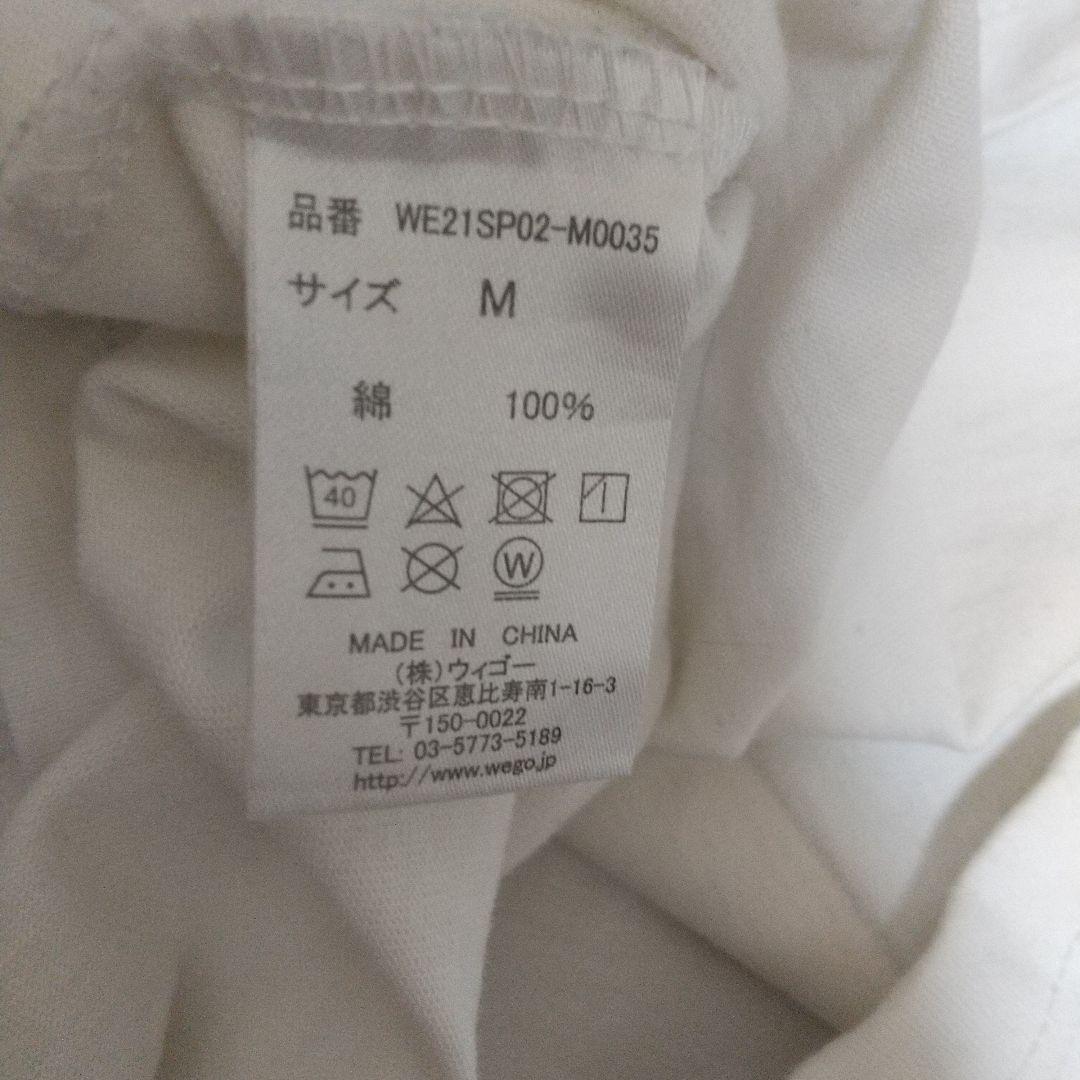 品番 WE21SP02-M0035
サイズ M
綿 100%
40
W
MADE IN CHINA
(株)ウィゴー
東京都渋谷区恵比寿南1-16-3
〒150-0022
TEL: 03-5773-5189
http://www.wego.jp